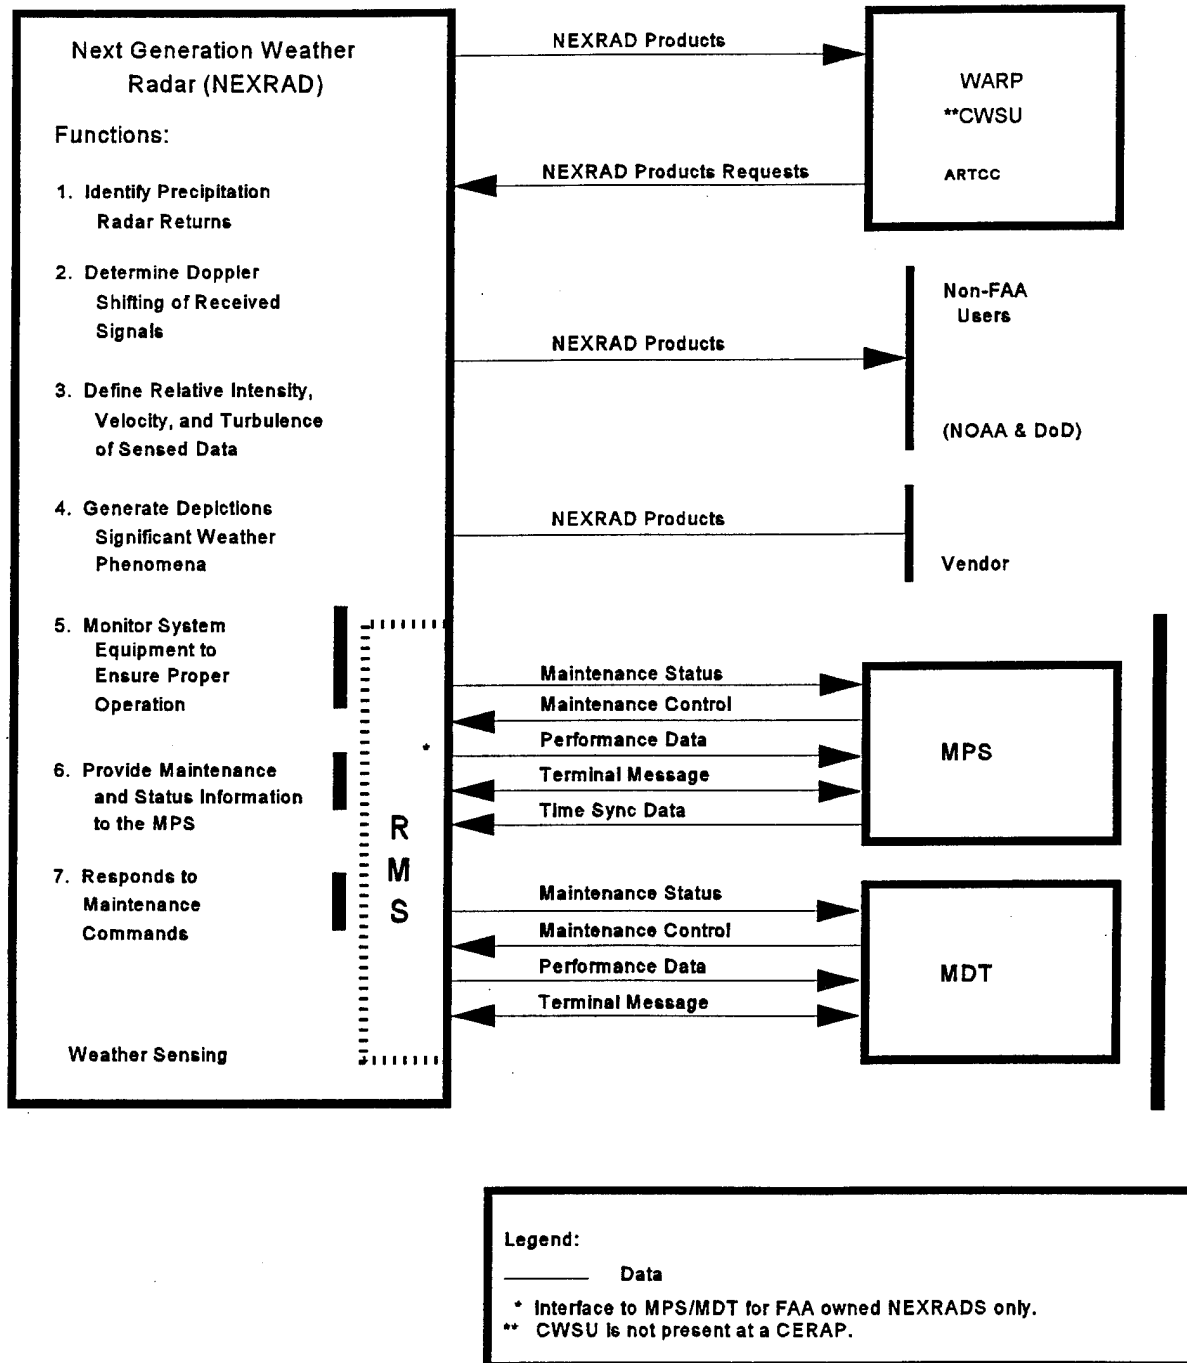 Next Generation Weather
Radar (NEXRAD)
Functions:
1. Identify Precipitation
Radar Returns
2. Determine Doppler
Shifting of Received
Signals
3. Define Relative Intensity,
Velocity, and Turbulence
of Sensed Data
4. Generate Depictions
Significant Weather
Phenomena
5. Monitor System
Equipment to
Ensure Proper
Operation
6. Provide Maintenance
and Status Information
to the MPS
7. Responds to
Maintenance
Commands
Weather Sensing
*
R
M
S
NEXRAD Products
NEXRAD Products Requests
WARP
**CWSU
ARTCC
NEXRAD Products
Non-FAA
Users
(NOAA & DoD)
NEXRAD Products
Vendor
Maintenance Status
Maintenance Control
Performance Data
Terminal Message
Time Sync Data
MPS
Maintenance Status
Maintenance Control
Performance Data
Terminal Message
MDT
Legend:
Data
* Interface to MPS/MDT for FAA owned NEXRADS only.
** CWSU is not present at a CERAP.